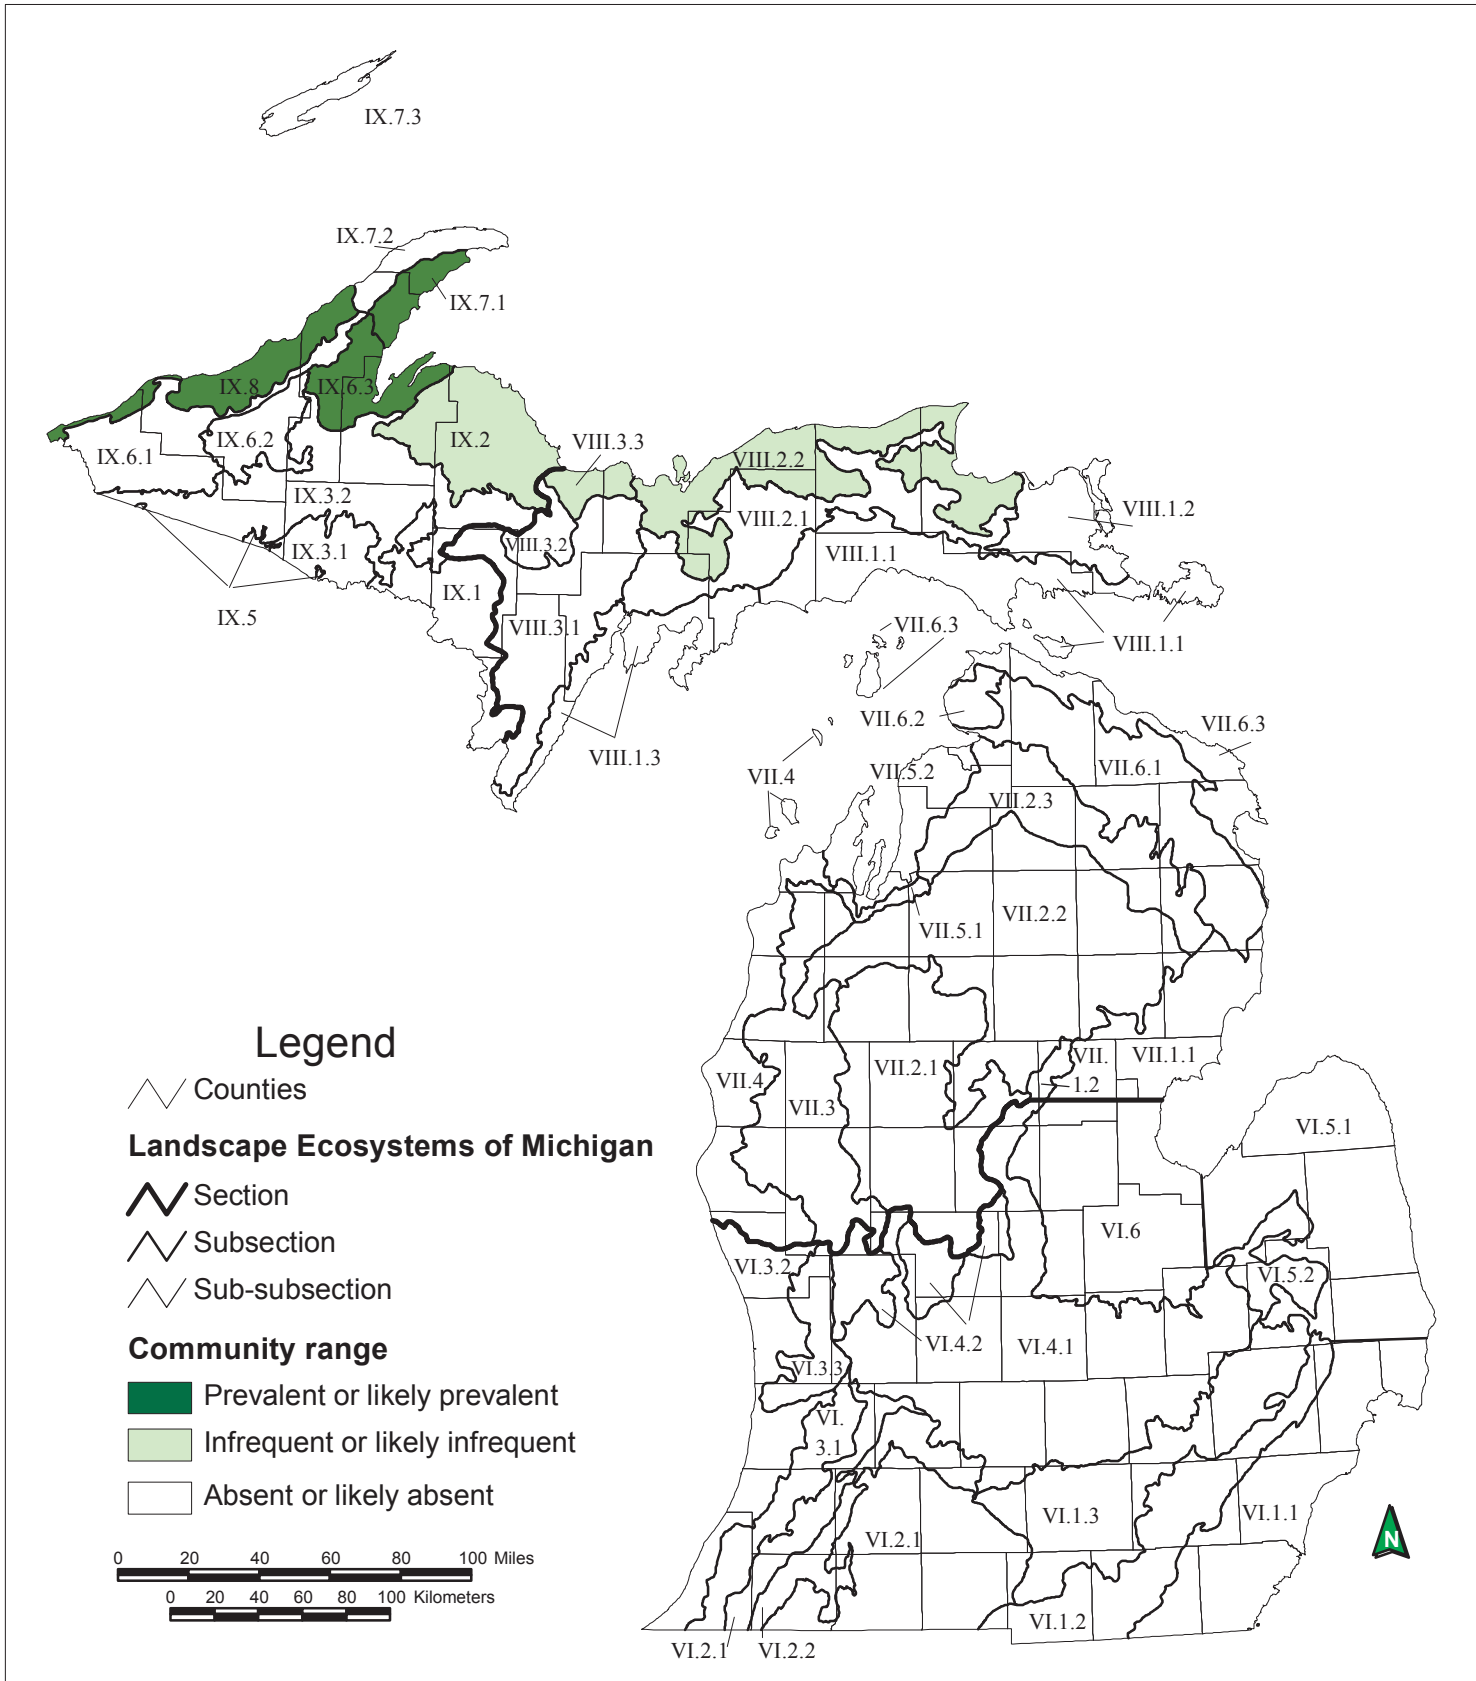 IX.7.3
IX.7.2
IX.7.1
IX.8
IX.6.3
IX.6.2
IX.6.1
IX.2
VIII.3.3
VIII.2.2
IX.3.2
VIII.2.1
VIII.1.2
IX.3.1
VIII.3.2
VIII.1.1
IX.1
IX.5
VIII.3.1
VII.6.3
VIII.1.1
VII.6.2
VII.6.3
VIII.1.3
VII.4
VII.5.2
VII.6.1
VII.2.3
VII.2.2
VII.5.1
Legend
Counties
Landscape Ecosystems of Michigan
Section
Subsection
Sub-subsection
Community range
Prevalent or likely prevalent
Infrequent or likely infrequent
Absent or likely absent
0 20 40 60 80 100 Miles
0 20 40 60 80 100 Kilometers
VII.4
VII.3
VII.2.1
VII.
1.2
VII.1.1
VI.5.1
VI.6
VI.3.2
VI.5.2
VI.4.2
VI.4.1
VI.3.3
VI.
3.1
VI.1.3
VI.1.1
VI.2.1
VI.1.2
VI.2.1
VI.2.2
N